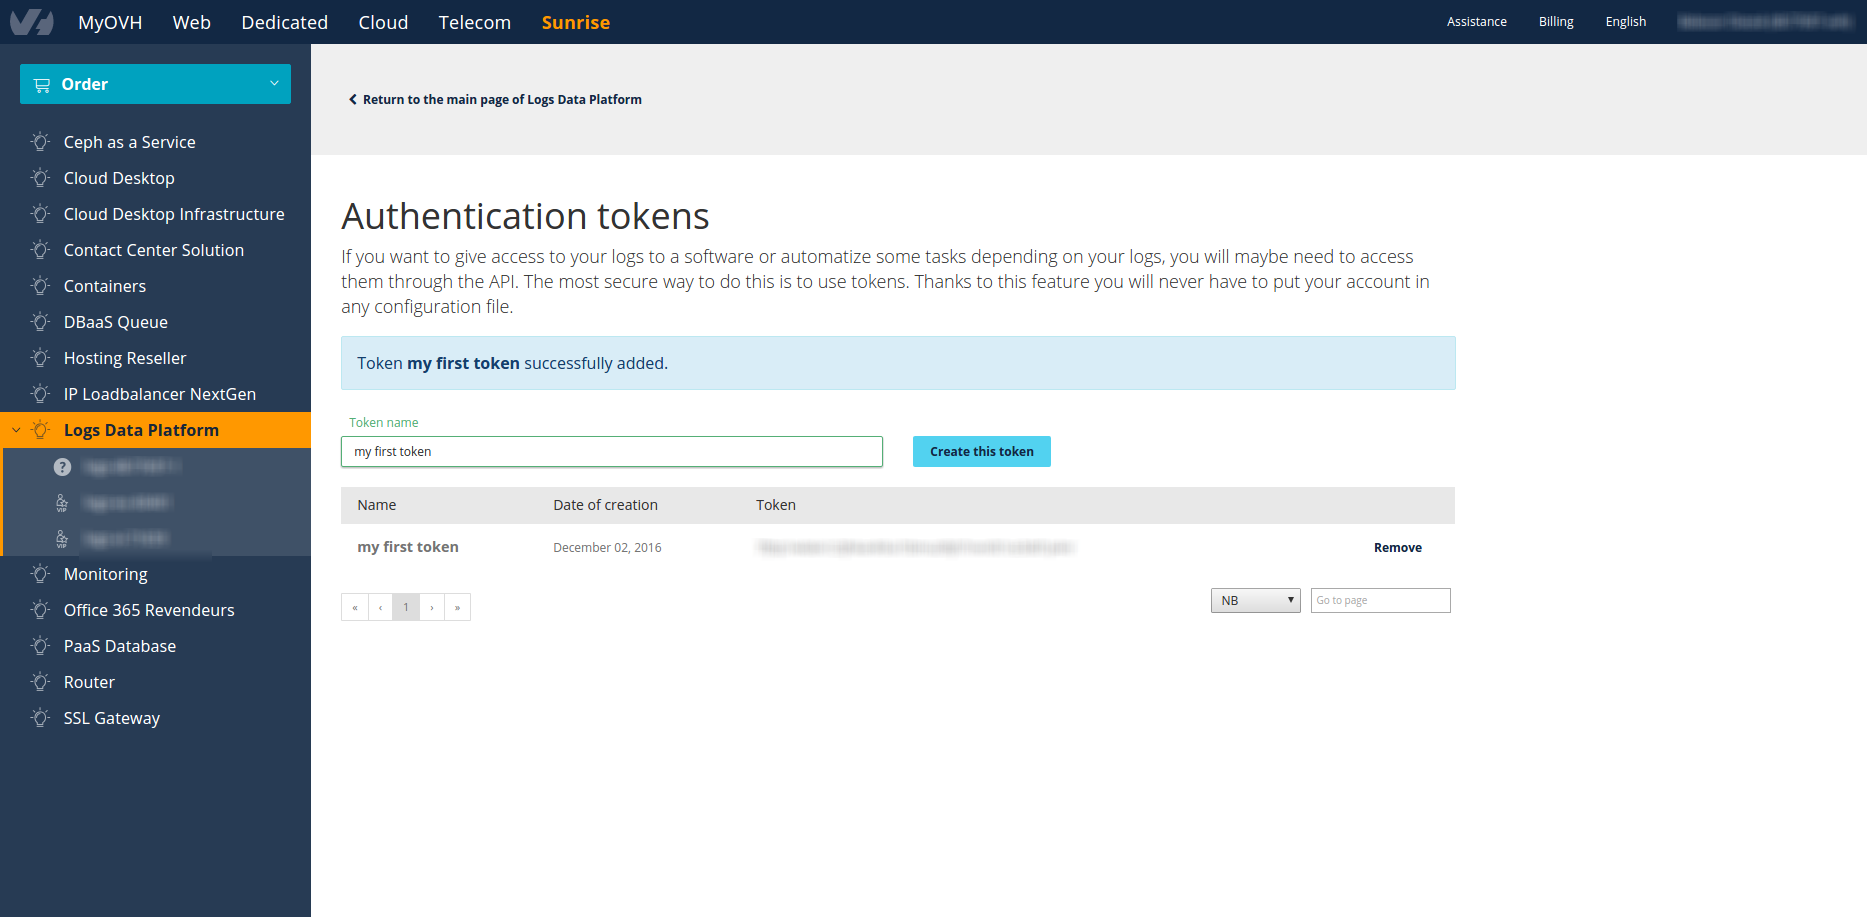 MyOVH Web Dedicated Cloud Telecom Sunrise Assistance Billing English
Order
Ceph as a Service
Cloud Desktop
Cloud Desktop Infrastructure
Contact Center Solution
Containers
DBaaS Queue
Hosting Reseller
IP Loadbalancer NextGen
Logs Data Platform
?
VIP
VIP
Monitoring
Office 365 Revendeurs
PaaS Database
Router
SSL Gateway
Return to the main page of Logs Data Platform
Authentication tokens
If you want to give access to your logs to a software or automatize some tasks depending on your logs, you will maybe need to access
them through the API. The most secure way to do this is to use tokens. Thanks to this feature you will never have to put your account in
any configuration file.
Token my first token successfully added.
Token name
my first token Create this token
Name Date of creation Token
my first token December 02, 2016 Remove
« ‹ 1 › » NB Go to page